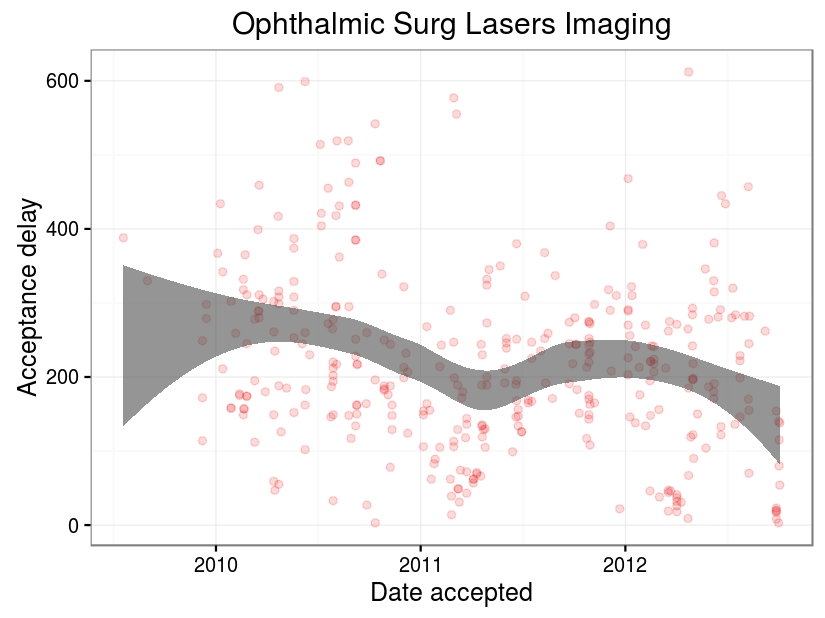 Ophthalmic Surg Lasers Imaging
Acceptance delay
600
400
200
0
2010 2011 2012
Date accepted